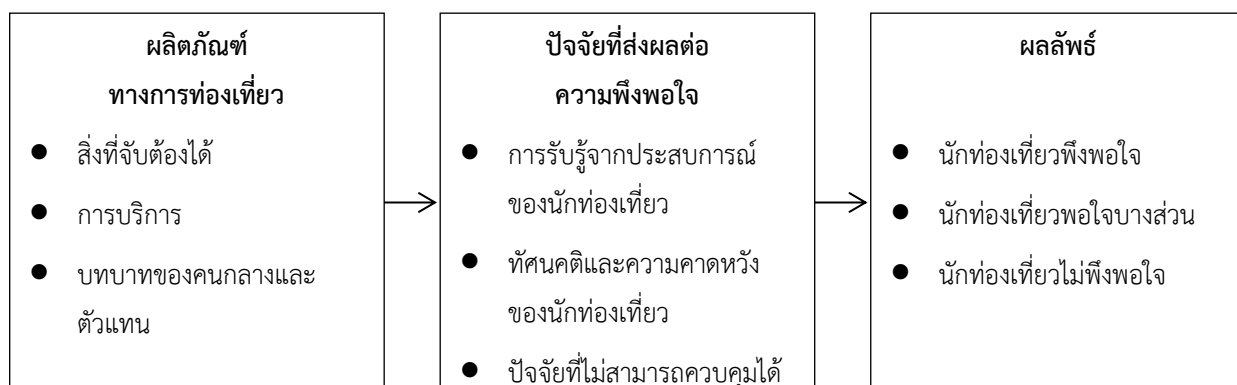 ผลิตภัณฑ์
ทางการท่องเที่ยว
● สิ่งที่จับต้องได้
● การบริการ
● บทบาทของคนกลางและ
ตัวแทน
ปัจจัยที่ส่งผลต่อ
ความพึงพอใจ
● การรับรู้จากประสบการณ์
ของนักท่องเที่ยว
● ทัศนคติและความคาดหวัง
ของนักท่องเที่ยว
● ปัจจัยที่ไม่สามารถควบคุมได้
ผลลัพธ์
● นักท่องเที่ยวพึงพอใจ
● นักท่องเที่ยวพอใจบางส่วน
● นักท่องเที่ยวไม่พึงพอใจ